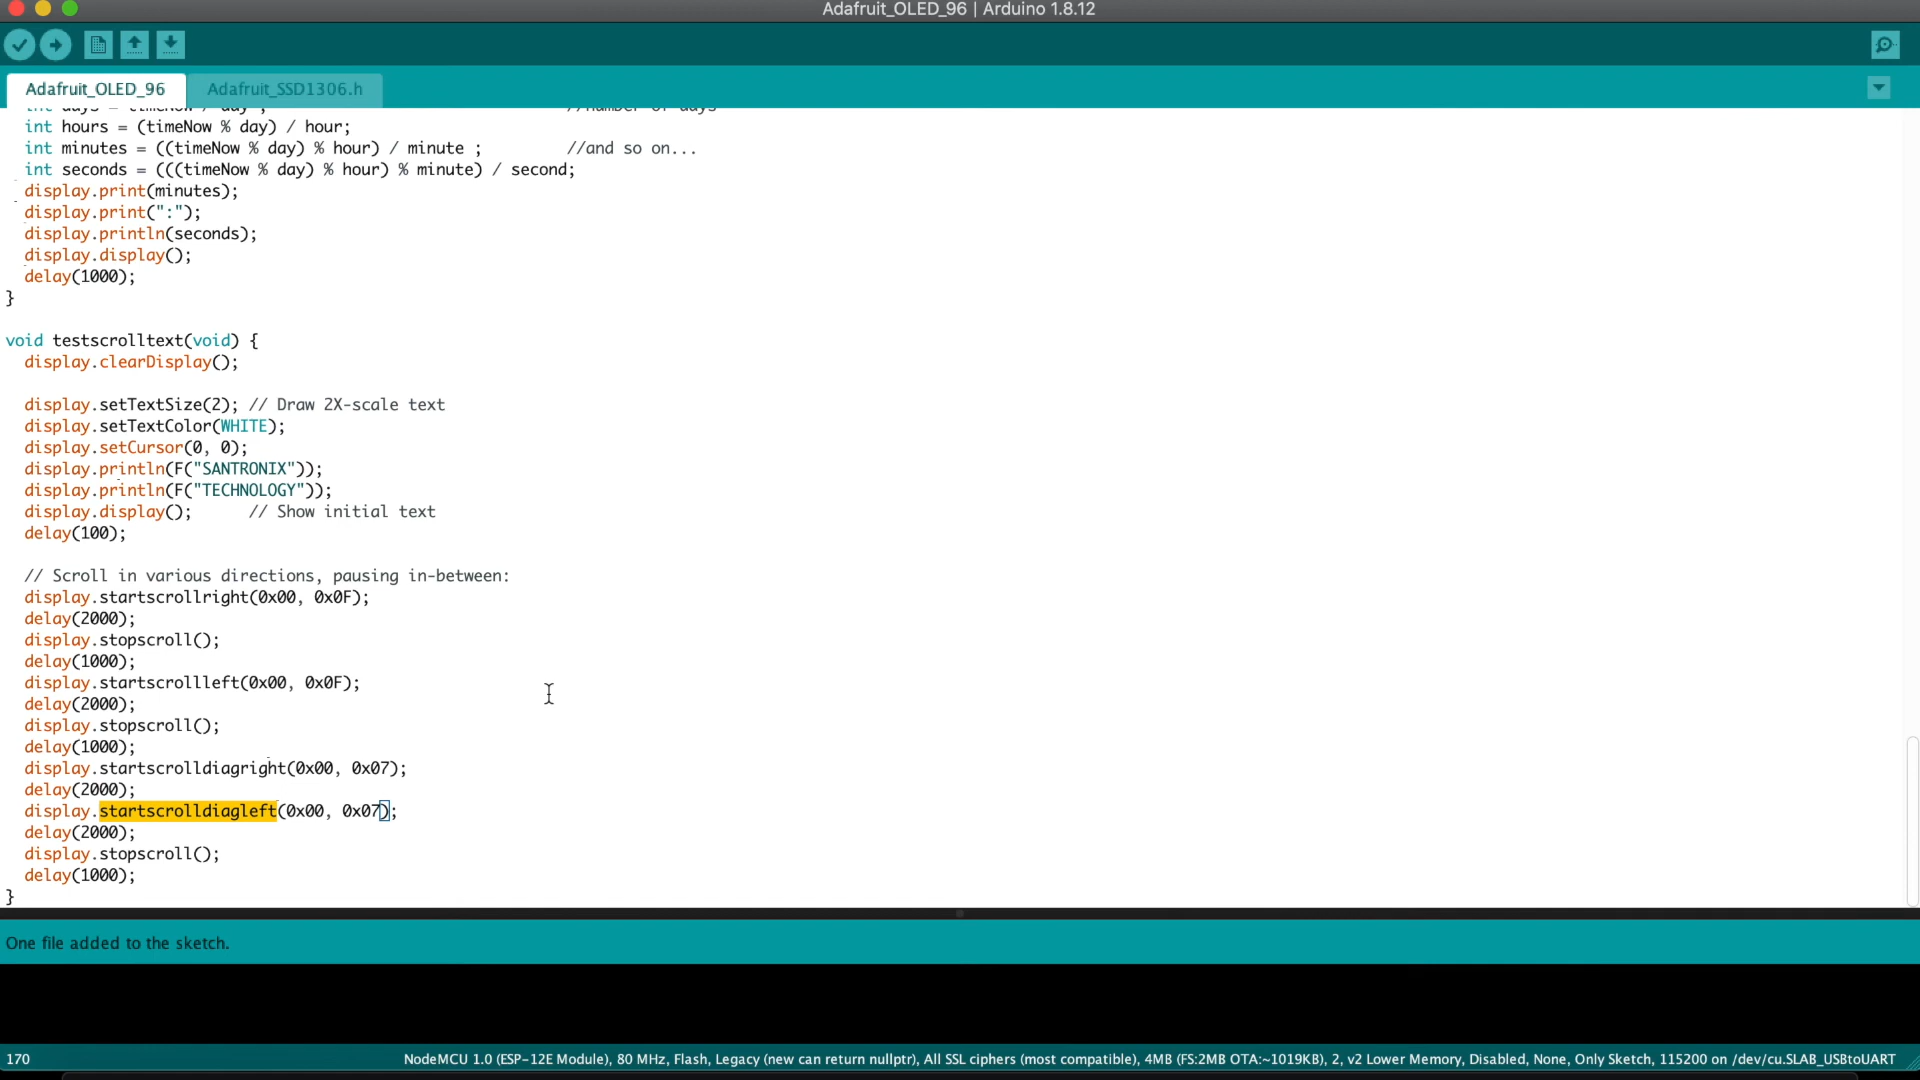 Adafruit_OLED_96 | Arduino 1.8.12
Adafruit_OLED_96
Adafruit_SSD1306.h
int days = timeNow / day ; //number of days
int hours = (timeNow % day) / hour;
int minutes = ((timeNow % day) % hour) / minute ; //and so on...
int seconds = (((timeNow % day) % hour) % minute) / second;
display.print(minutes);
display.print(":");
display.println(seconds);
display.display();
delay(1000);
}
void testscrolltext(void) {
display.clearDisplay();
display.setTextSize(2); // Draw 2X-scale text
display.setTextColor(WHITE);
display.setCursor(0, 0);
display.println(F("SANTRONIX"));
display.println(F("TECHNOLOGY"));
display.display(); // Show initial text
delay(100);
// Scroll in various directions, pausing in-between:
display.startscrollright(0x00, 0x0F);
delay(2000);
display.stopscroll();
delay(1000);
display.startscrollleft(0x00, 0x0F);
delay(2000);
display.stopscroll();
delay(1000);
display.startscrolldiagright(0x00, 0x07);
delay(2000);
display.startscrolldiagleft(0x00, 0x07);
delay(2000);
display.stopscroll();
delay(1000);
}
One file added to the sketch.
170
NodeMCU 1.0 (ESP-12E Module), 80 MHz, Flash, Legacy (new can return nullptr), All SSL ciphers (most compatible), 4MB (FS:2MB OTA:~1019KB), 2, v2 Lower Memory, Disabled, None, Only Sketch, 115200 on /dev/cu.SLAB_USBtoUART